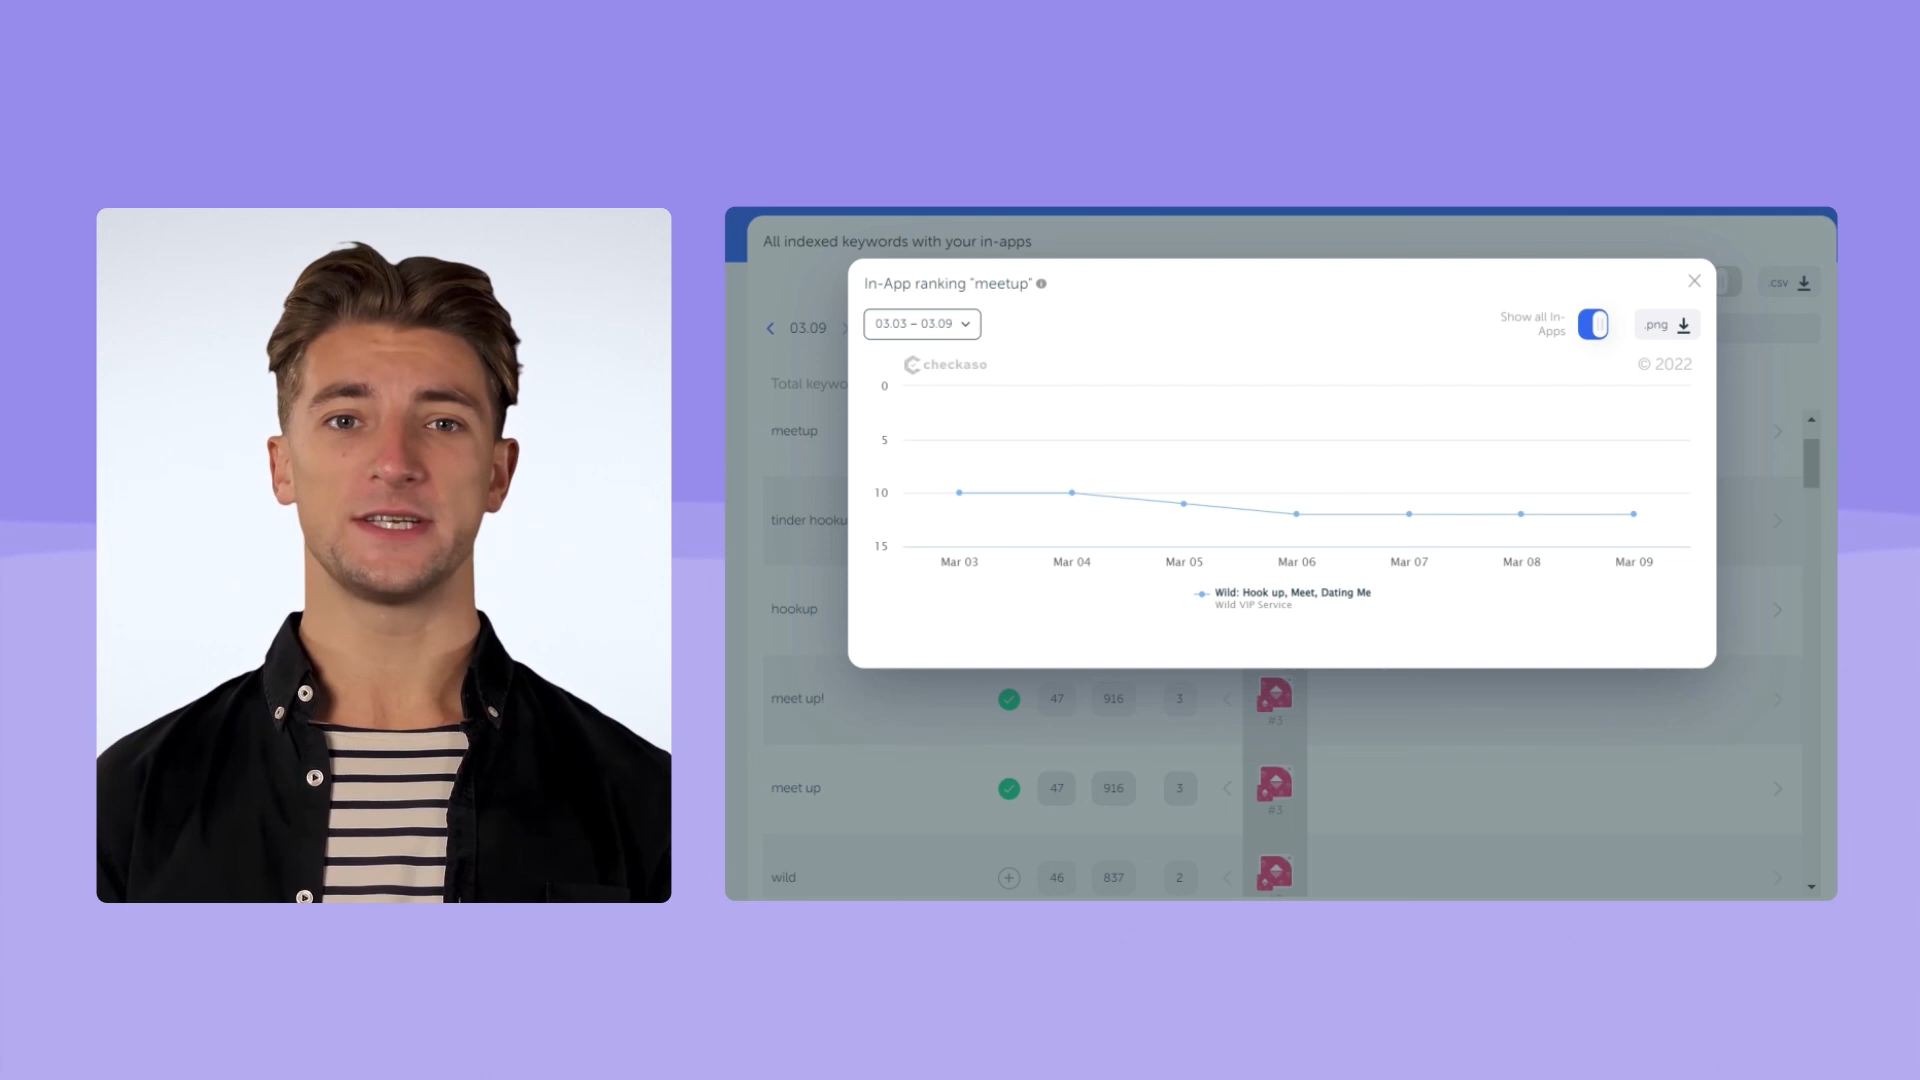 All indexed keywords with your in-apps
In-App ranking "meetup"
.csv
03.09
03.03 – 03.09
Show all In-
Apps
.png
checkaso
© 2022
Total keywo
0
meetup
5
10
tinder hooku
15
Mar 03
Mar 04
Mar 05
Mar 06
Mar 07
Mar 08
Mar 09
Wild: Hook up, Meet, Dating Me
Wild VIP Service
hookup
meet up!
47
916
3
#3
meet up
47
916
3
#3
wild
46
837
2